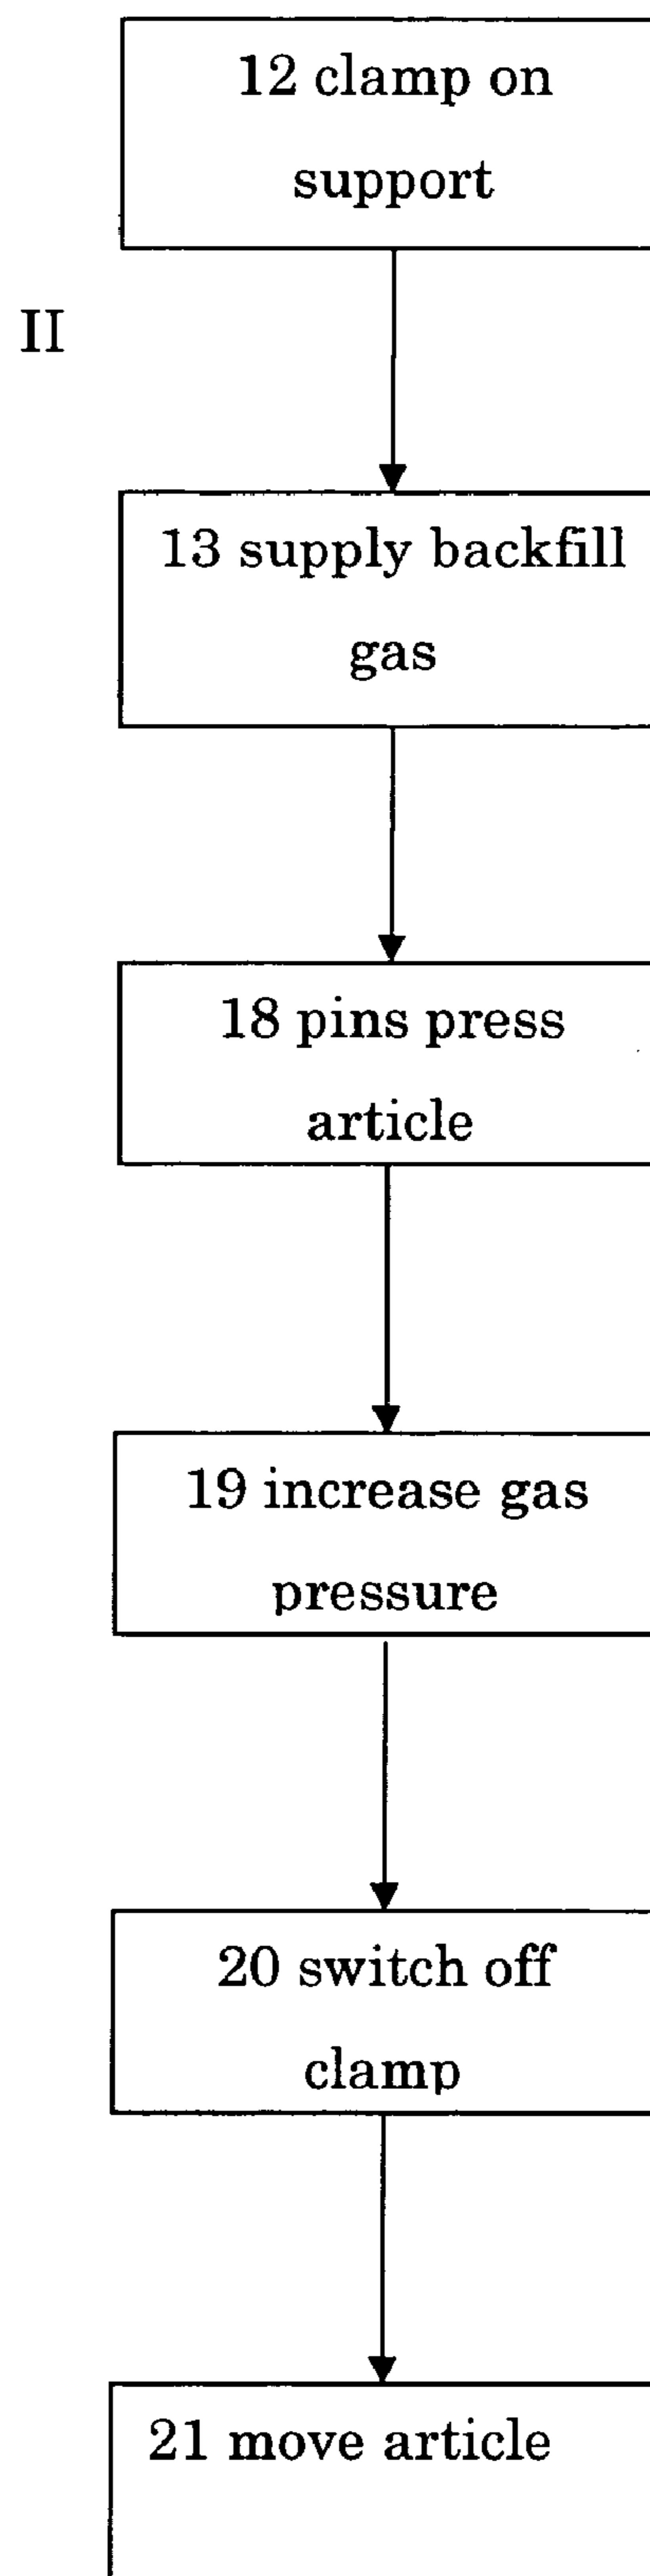 12 clamp on
support
II
13 supply backfill
gas
18 pins press
article
19 increase gas
pressure
20 switch off
clamp
21 move article